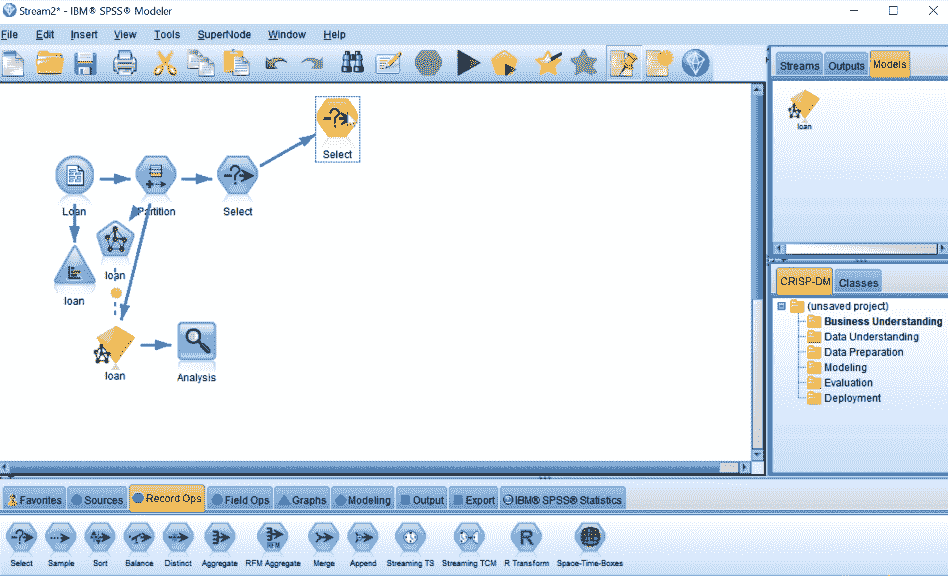 Stream2* - IBM® SPSS® Modeler
File Edit Insert View Tools SuperNode Window Help
Streams Outputs Models
loan
Select
Loan Partition Select
loan
loan
loan
Analysis
CRISP-DM Classes
(unsaved project)
Business Understanding
Data Understanding
Data Preparation
Modeling
Evaluation
Deployment
Favorites Sources Record Ops Field Ops Graphs Modeling Output Export IBM® SPSS® Statistics
RFM
R
Select Sample Sort Balance Distinct Aggregate RFM Aggregate Merge Append Streaming TS Streaming TCM R Transform Space-Time-Boxes